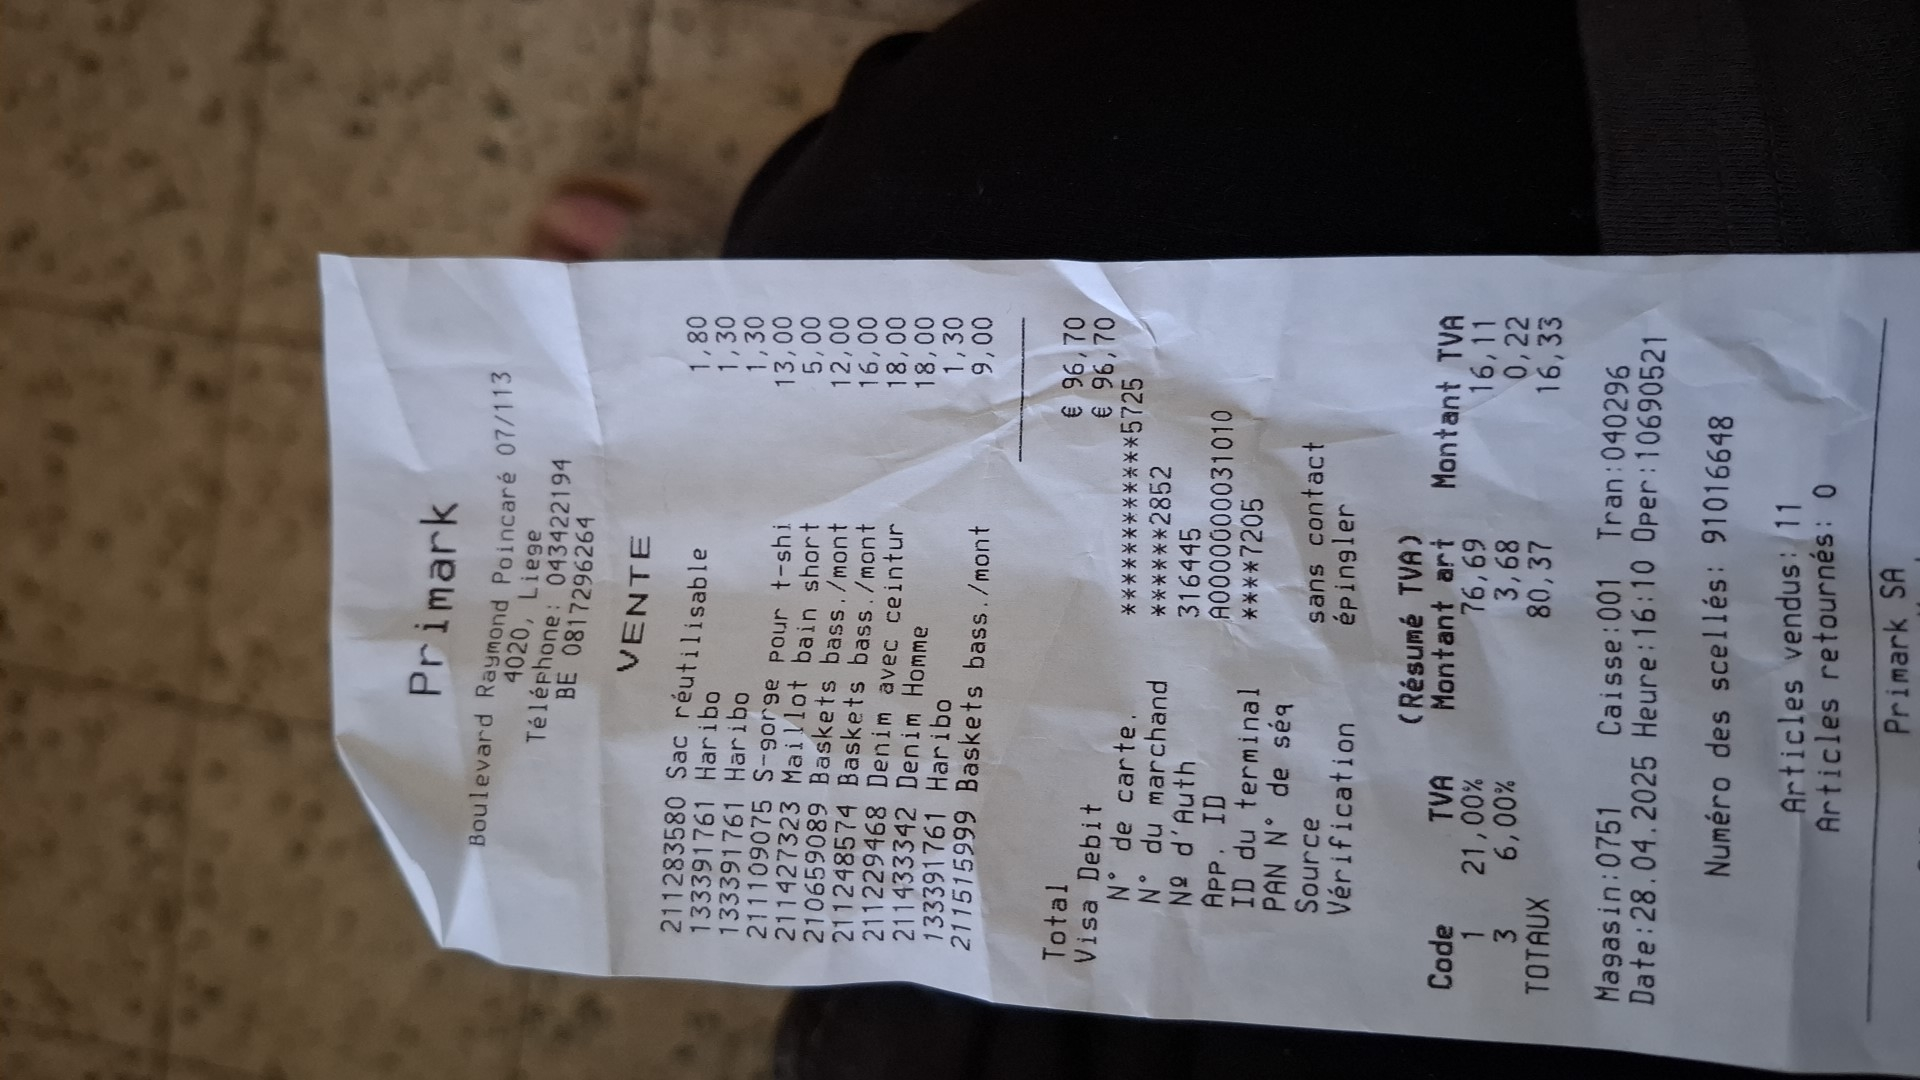 Primark
Boulevard Raymond Poincaré 07/113
4020, Liege
Téléphone: 043422194
BE 0817296264
VENTE
211283580 Sac réutilisable 1,80
133391761 Haribo 1,30
133391761 Haribo 1,30
211109075 S-gorge pour t-shi 13,00
211427323 Maillot bain short 5,00
210659089 Baskets bass./mont 12,00
211248574 Baskets bass./mont 16,00
211229468 Denim avec ceintur 18,00
211433342 Denim Homme 18,00
133391761 Haribo 1,30
211515999 Baskets bass./mont 9,00
Total € 96,70
Visa Debit € 96,70
N° de carte. ************5725
N° du marchand ******2852
Nº d'Auth 316445
APP. ID A0000000031010
ID du terminal ****7205
PAN N° de séq
Source sans contact
Vérification épingler
(Résumé TVA)
Code TVA Montant art Montant TVA
1 21,00% 76,69 16,11
3 6,00% 3,68 0,22
TOTAUX 80,37 16,33
Magasin:0751 Caisse:001 Tran:040296
Date:28.04.2025 Heure:16:10 Oper:10690521
Numéro des scellés: 91016648
Articles vendus: 11
Articles retournés: 0
Primark SA